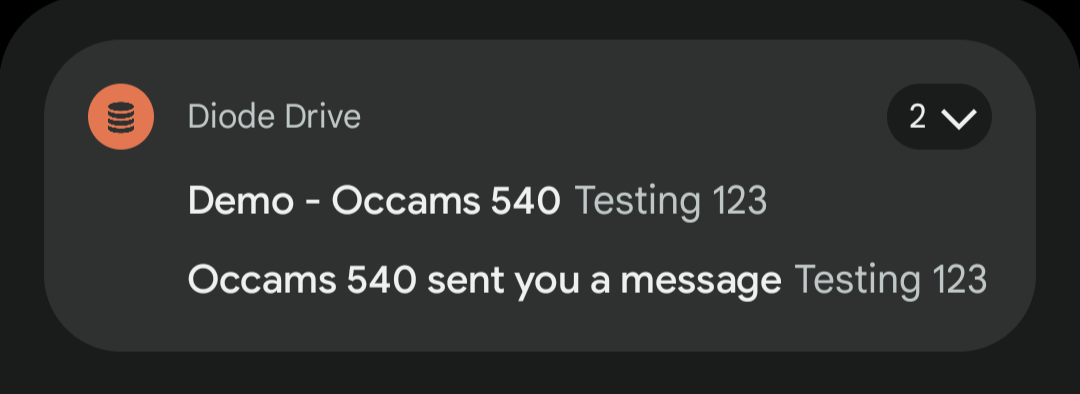 Diode Drive
2
Demo - Occams 540 Testing 123
Occams 540 sent you a message Testing 123